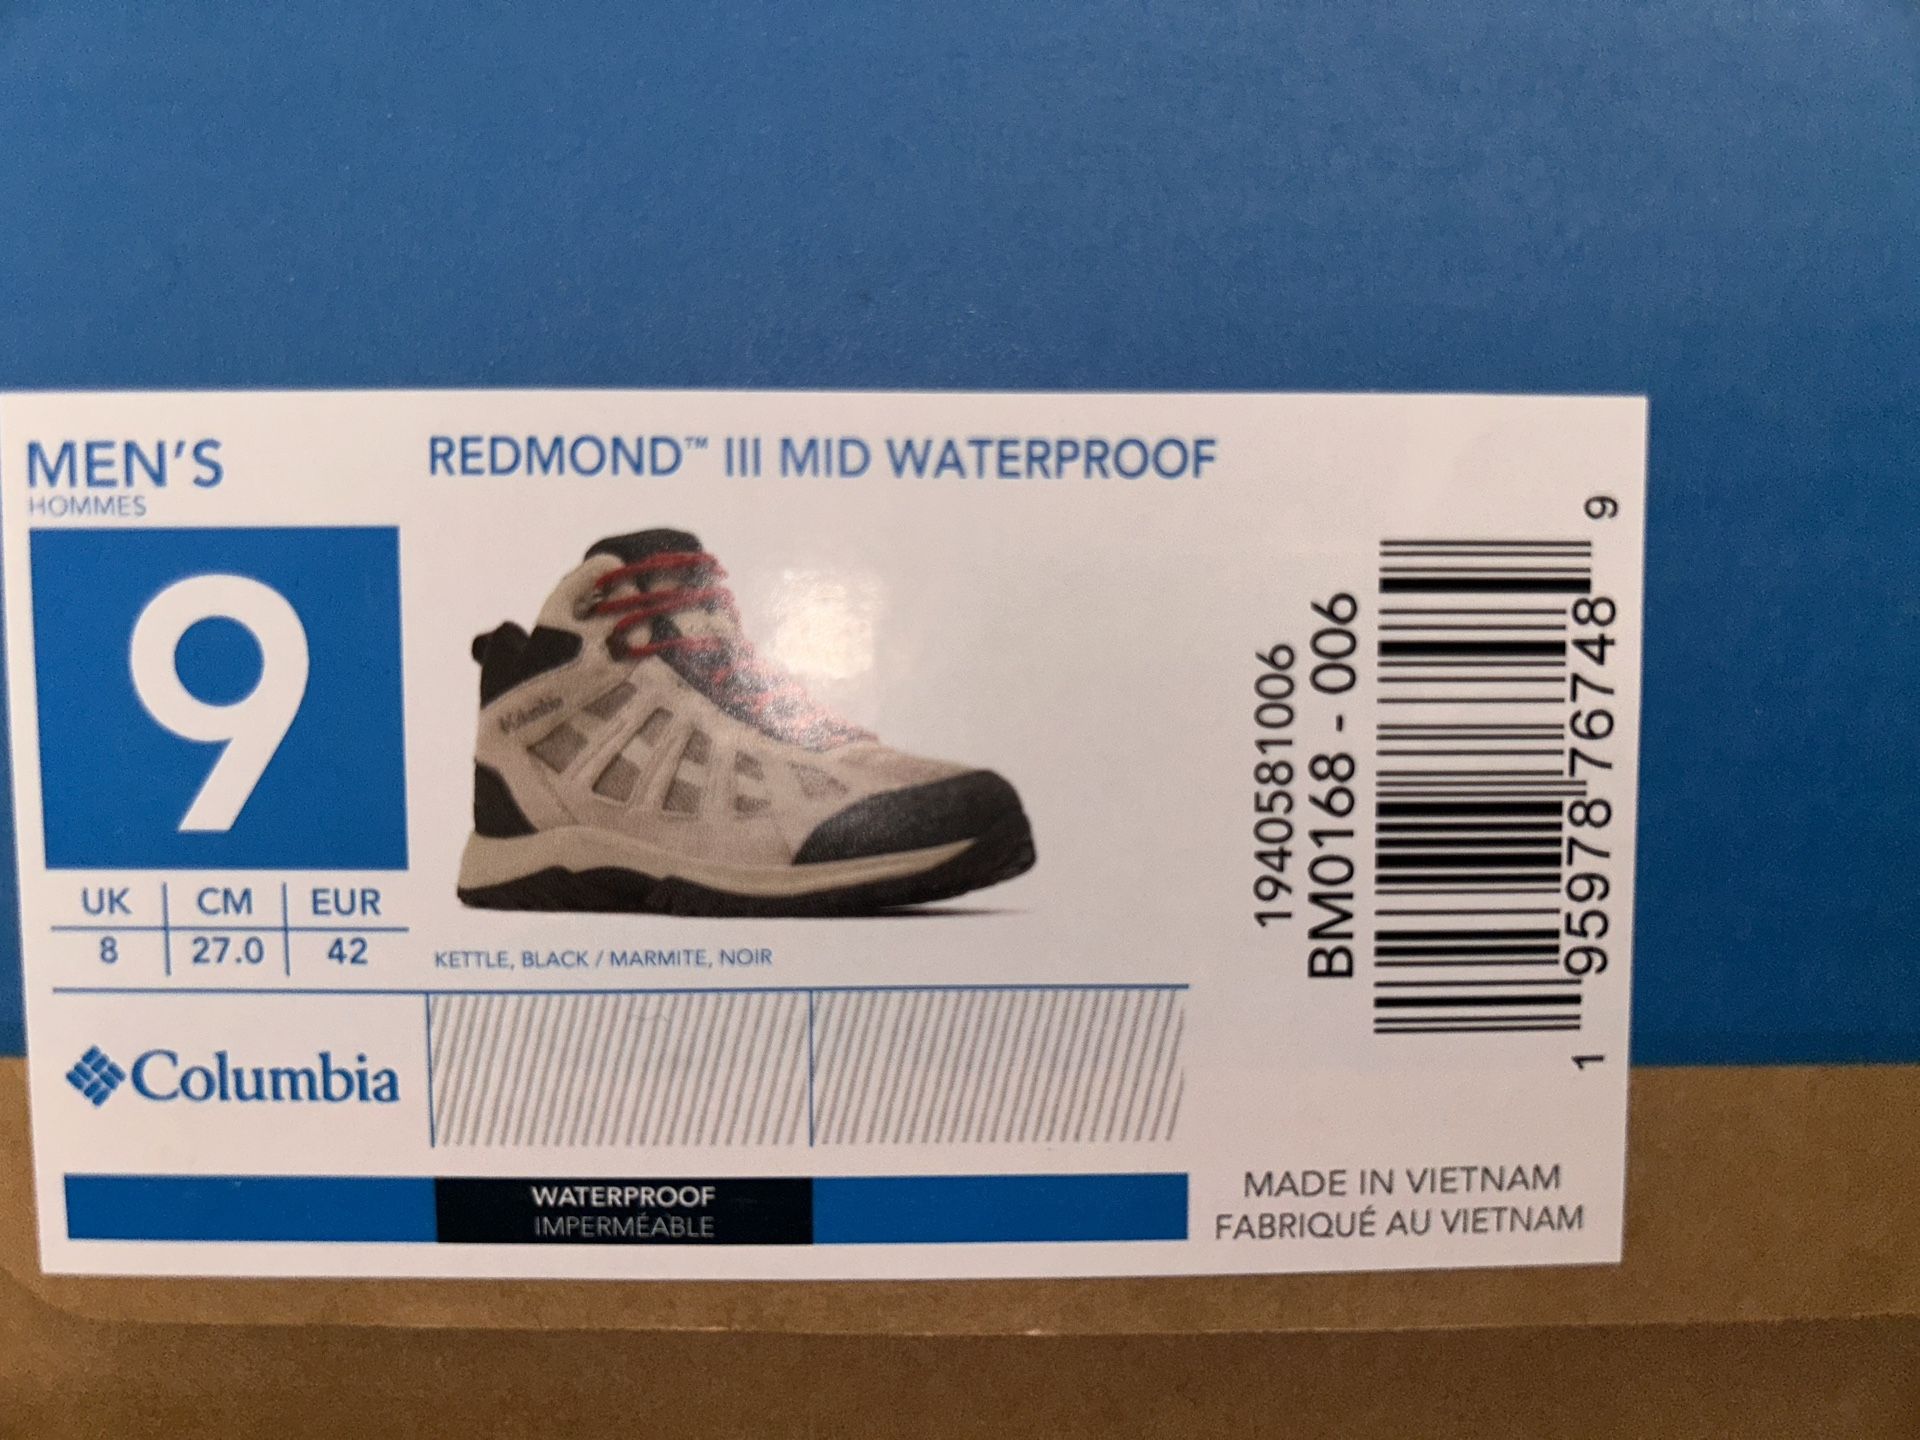 MEN'S
HOMMES
9
UK CM EUR
8 27.0 42
REDMOND™ III MID WATERPROOF
Columbia
KETTLE, BLACK / MARMITE, NOIR
Columbia
WATERPROOF
IMPERMÉABLE
1940581006
BM0168 - 006
1 95978 76748 9
MADE IN VIETNAM
FABRIQUÉ AU VIETNAM